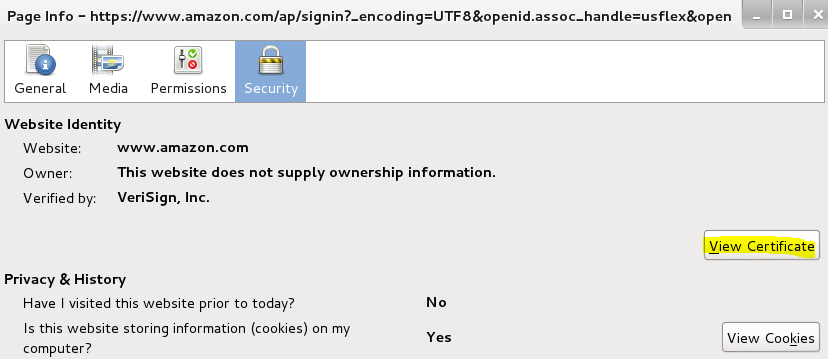 Page Info - https://www.amazon.com/ap/signin?_encoding=UTF8&openid.assoc_handle=usflex&open
General Media Permissions Security
Website Identity
Website: www.amazon.com
Owner: This website does not supply ownership information.
Verified by: VeriSign, Inc.
View Certificate
Privacy & History
Have I visited this website prior to today? No
Is this website storing information (cookies) on my
computer? Yes View Cookies